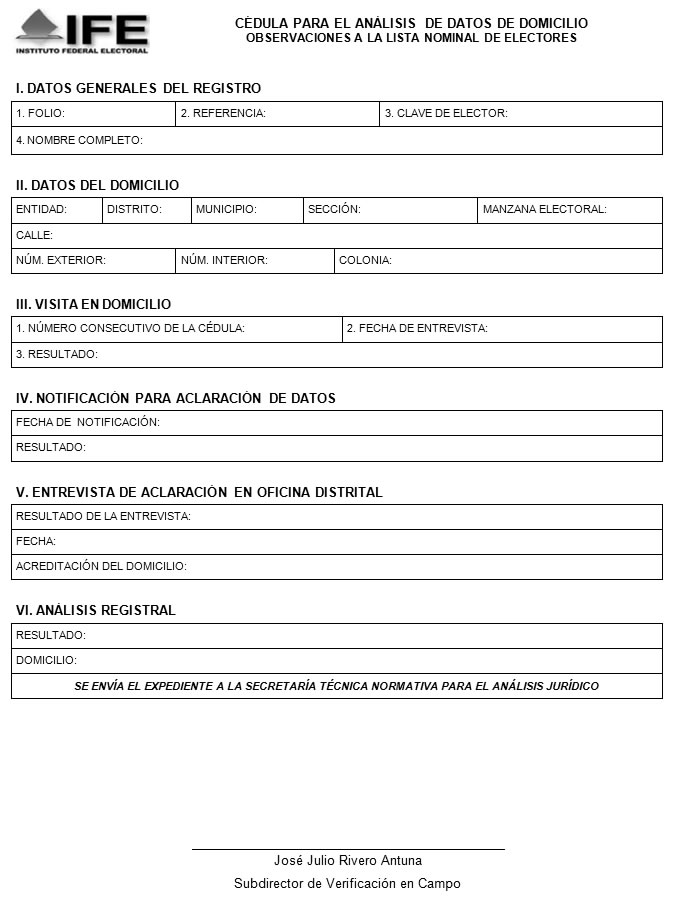 IFE
INSTITUTO FEDERAL ELECTORAL
CÉDULA PARA EL ANÁLISIS DE DATOS DE DOMICILIO
OBSERVACIONES A LA LISTA NOMINAL DE ELECTORES
I. DATOS GENERALES DEL REGISTRO
1. FOLIO: 2. REFERENCIA: 3. CLAVE DE ELECTOR:
4. NOMBRE COMPLETO:
II. DATOS DEL DOMICILIO
ENTIDAD: DISTRITO: MUNICIPIO: SECCIÓN: MANZANA ELECTORAL:
CALLE:
NÚM. EXTERIOR: NÚM. INTERIOR: COLONIA:
III. VISITA EN DOMICILIO
1. NÚMERO CONSECUTIVO DE LA CÉDULA: 2. FECHA DE ENTREVISTA:
3. RESULTADO:
IV. NOTIFICACIÓN PARA ACLARACIÓN DE DATOS
FECHA DE NOTIFICACIÓN:
RESULTADO:
V. ENTREVISTA DE ACLARACIÓN EN OFICINA DISTRITAL
RESULTADO DE LA ENTREVISTA:
FECHA:
ACREDITACIÓN DEL DOMICILIO:
VI. ANÁLISIS REGISTRAL
RESULTADO:
DOMICILIO:
SE ENVÍA EL EXPEDIENTE A LA SECRETARÍA TÉCNICA NORMATIVA PARA EL ANÁLISIS JURÍDICO
José Julio Rivero Antuna
Subdirector de Verificación en Campo